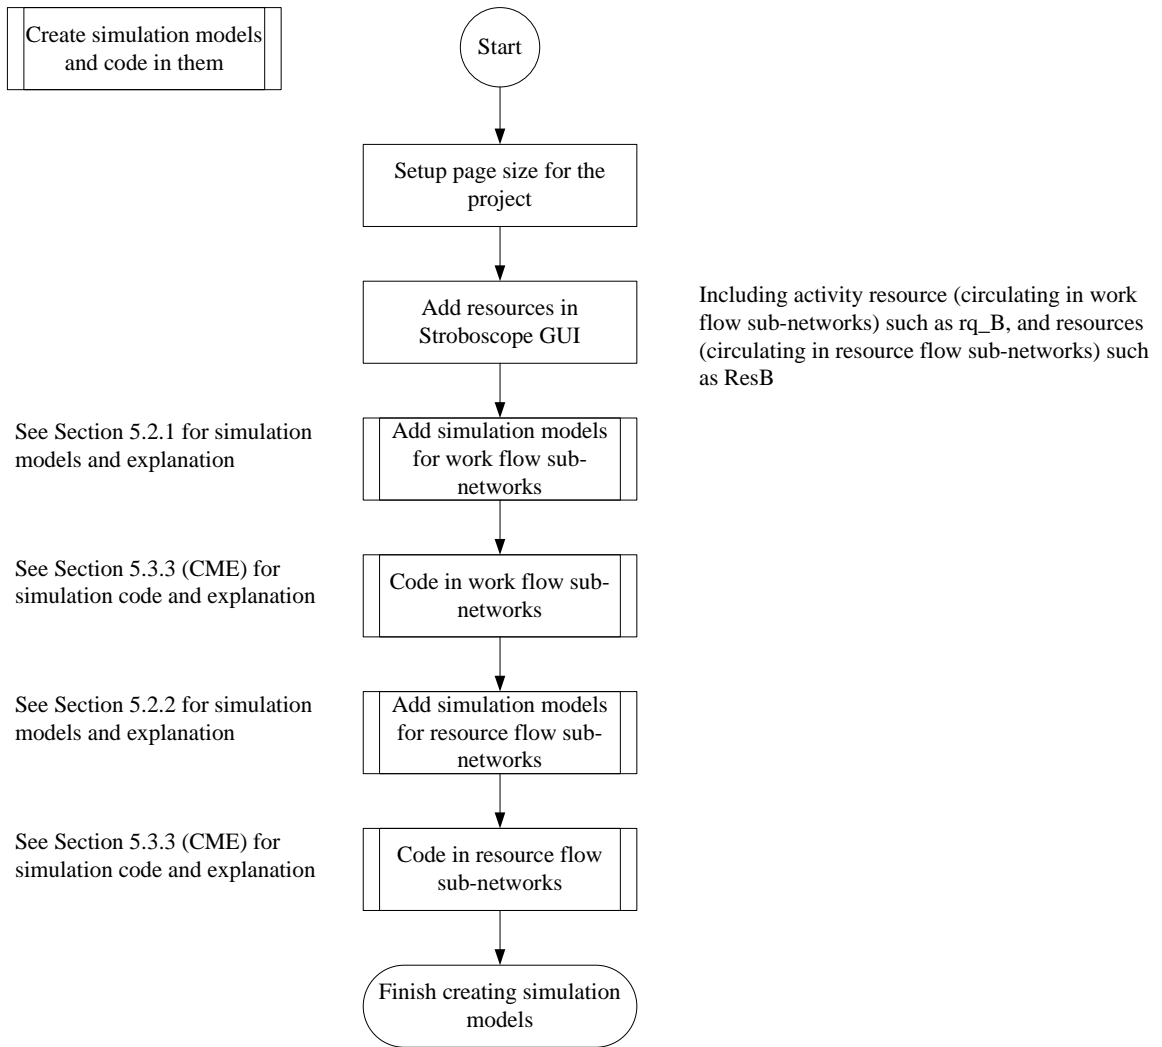 Create simulation models
and code in them
Start
Setup page size for the
project
Add resources in
Stroboscope GUI
Including activity resource (circulating in work
flow sub-networks) such as rq_B, and resources
(circulating in resource flow sub-networks) such
as ResB
See Section 5.2.1 for simulation
models and explanation
Add simulation models
for work flow sub-
networks
See Section 5.3.3 (CME) for
simulation code and explanation
Code in work flow sub-
networks
See Section 5.2.2 for simulation
models and explanation
Add simulation models
for resource flow sub-
networks
See Section 5.3.3 (CME) for
simulation code and explanation
Code in resource flow
sub-networks
Finish creating simulation
models